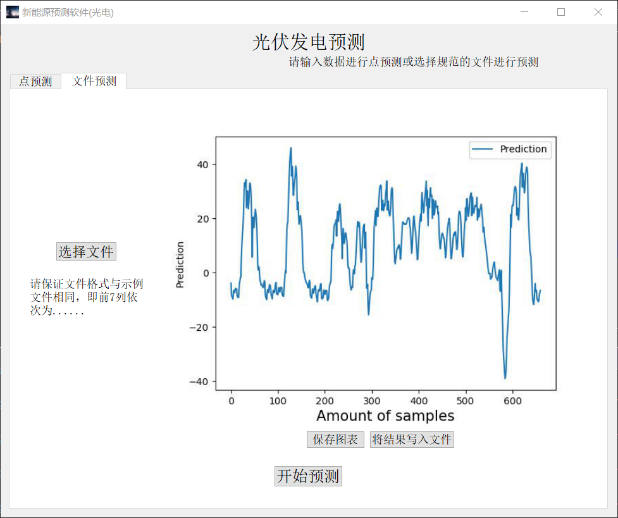 新能源预测软件(光电)
光伏发电预测
请输入数据进行点预测或选择规范的文件进行预测
点预测 文件预测
选择文件
请保证文件格式与示例
文件相同，即前7列依
次为......
Prediction
Prediction
40
20
0
−20
−40
0 100 200 300 400 500 600
Amount of samples
保存图表 将结果写入文件
开始预测